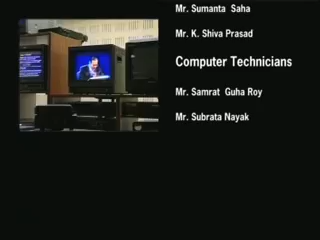 Mr. Sumanta Saha
Mr. K. Shiva Prasad
Computer Technicians
Mr. Samrat Guha Roy
Mr. Subrata Nayak